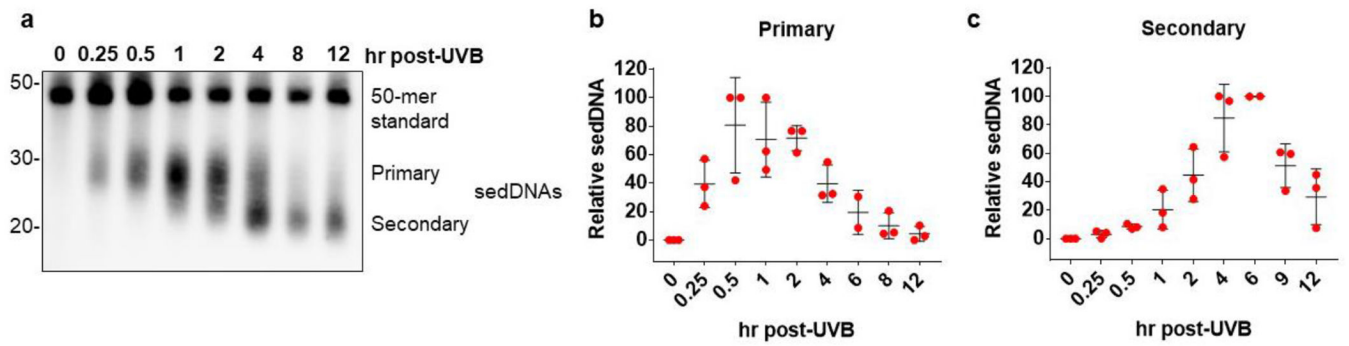 a
0 0.25 0.5 1 2 4 8 12 hr post-UVB
50-
30-
20-
50-mer
standard
Primary
Secondary
sedDNAs
b
Primary
Relative sedDNA
120
100
80
60
40
20
0
0 0.25 0.5 1 2 4 6 8 12
hr post-UVB
c
Secondary
Relative sedDNA
120
100
80
60
40
20
0
0 0.25 0.5 1 2 4 6 9 12
hr post-UVB